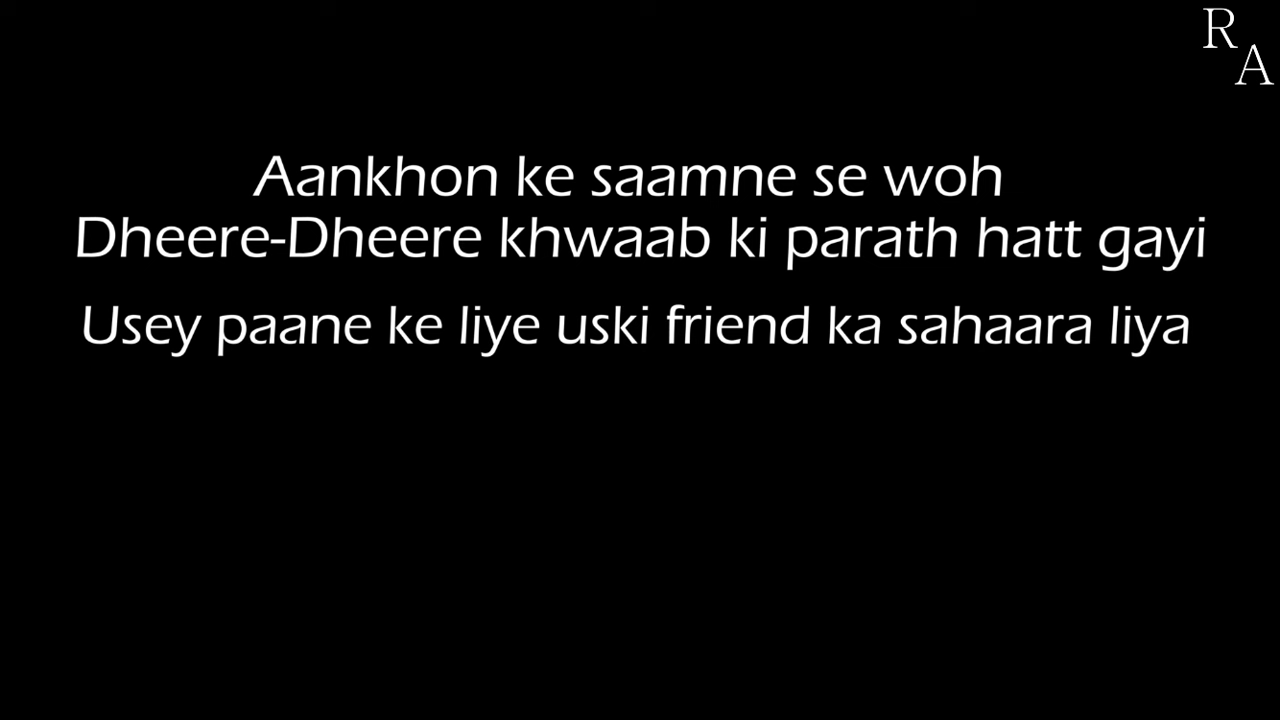 R
A
Aankhon ke saamne se woh
Dheere-Dheere khwaab ki parath hatt gayi
Usey paane ke liye uski friend ka sahaara liya